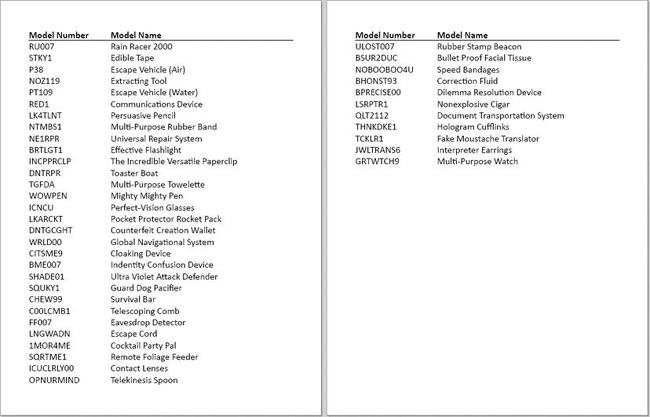 Model Number Model Name
RU007 Rain Racer 2000
STKY1 Edible Tape
P38 Escape Vehicle (Air)
NOZ119 Extracting Tool
PT109 Escape Vehicle (Water)
RED1 Communications Device
LK4TLNT Persuasive Pencil
NTMBS1 Multi-Purpose Rubber Band
NE1RPR Universal Repair System
BRTLGT1 Effective Flashlight
INCPPRCLP The Incredible Versatile Paperclip
DNTRPR Toaster Boat
TGFDA Multi-Purpose Towelette
WOWPEN Mighty Mighty Pen
ICNCU Perfect-Vision Glasses
LKARCKT Pocket Protector Rocket Pack
DNTGCGHT Counterfeit Creation Wallet
WRLD00 Global Navigational System
CITSME9 Cloaking Device
BME007 Indentity Confusion Device
SHADE01 Ultra Violet Attack Defender
SQUKY1 Guard Dog Pacifier
CHEW99 Survival Bar
C00LCMB1 Telescoping Comb
FF007 Eavesdrop Detector
LNGWADN Escape Cord
1MOR4ME Cocktail Party Pal
SQRTME1 Remote Foliage Feeder
ICUCLRLY00 Contact Lenses
OPNURMIND Telekinesis Spoon
Model Number Model Name
ULOST007 Rubber Stamp Beacon
BSUR2DUC Bullet Proof Facial Tissue
NOBOOBOO4U Speed Bandages
BHONST93 Correction Fluid
BPRECISE00 Dilemma Resolution Device
LSRPTR1 Nonexplosive Cigar
QLT2112 Document Transportation System
THNKDKE1 Hologram Cufflinks
TCKLR1 Fake Moustache Translator
JWLTRANS6 Interpreter Earrings
GRTWTCH9 Multi-Purpose Watch